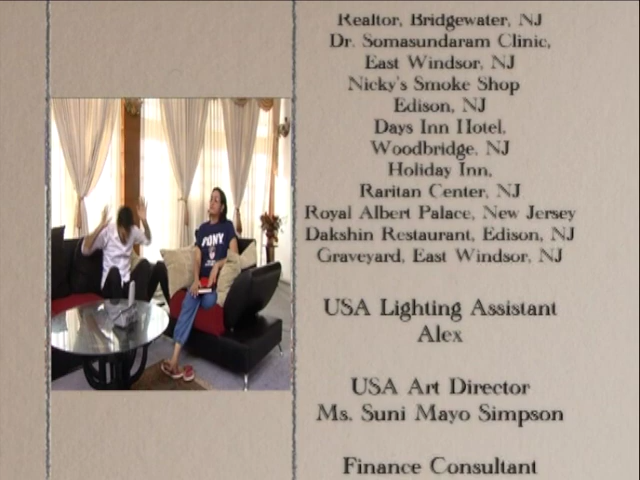 Realtor, Bridgewater, NJ
Dr. Somasundaram Clinic,
East Windsor, NJ
Nicky's Smoke Shop
Edison, NJ
Days Inn Hotel,
Woodbridge, NJ
Holiday Inn,
Raritan Center, NJ
Royal Albert Palace, New Jersey
Dakshin Restaurant, Edison, NJ
Graveyard, East Windsor, NJ
USA Lighting Assistant
Alex
USA Art Director
Ms. Suni Mayo Simpson
Finance Consultant
PONY